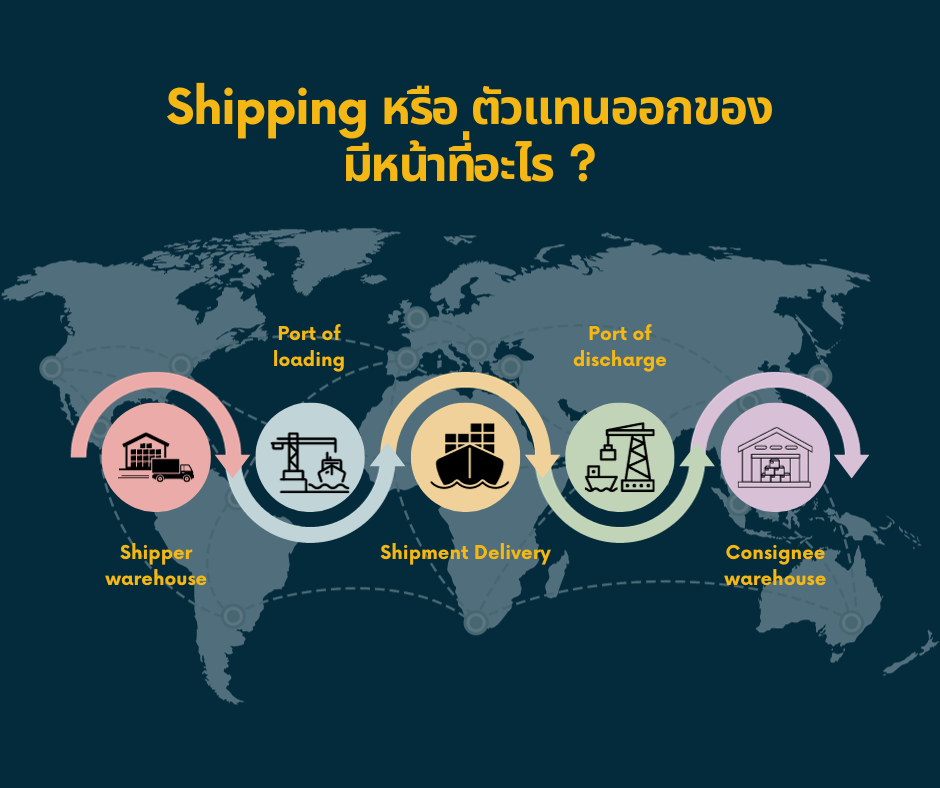 Shipping หรือ ตัวแทนออกของ
มีหน้าที่อะไร ?
Port of
loading
Port of
discharge
Shipper
warehouse
Shipment Delivery
Consignee
warehouse